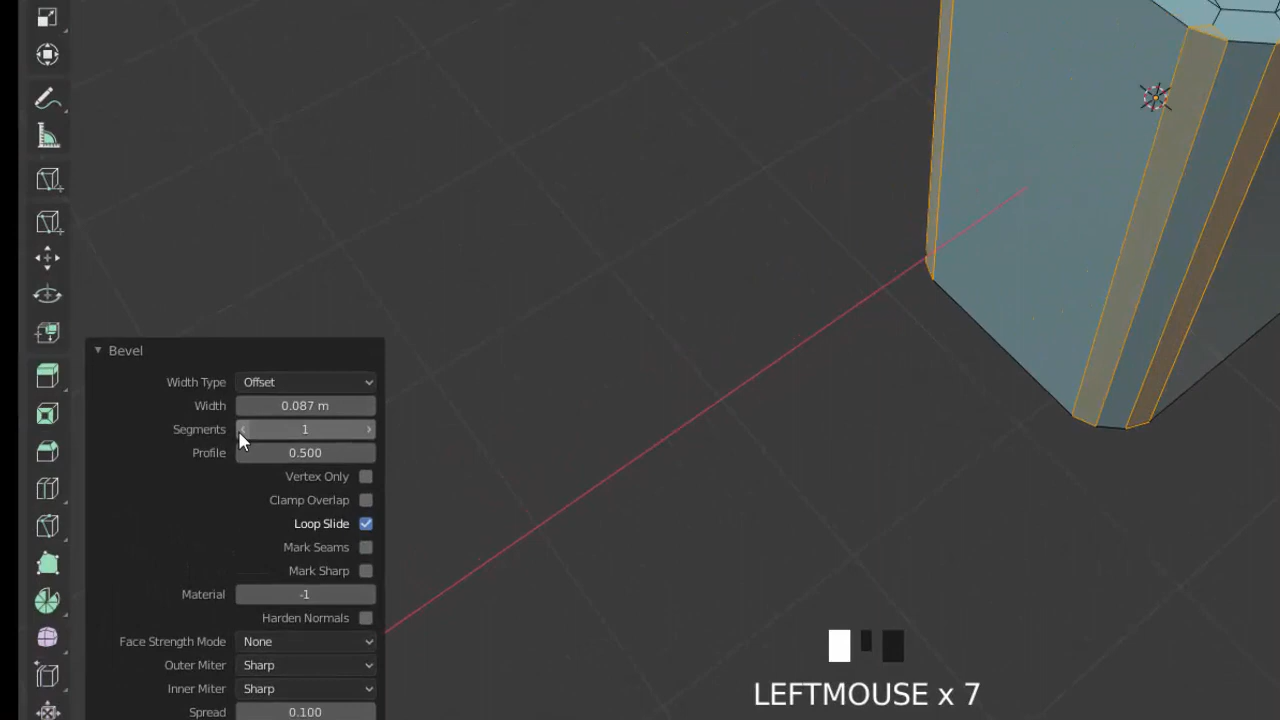 Bevel
Width Type Offset
Width 0.087 m
Segments 1
Profile 0.500
Vertex Only
Clamp Overlap
Loop Slide
Mark Seams
Mark Sharp
Material -1
Harden Normals
Face Strength Mode None
Outer Miter Sharp
Inner Miter Sharp
Spread 0.100
LEFTMOUSE x 7